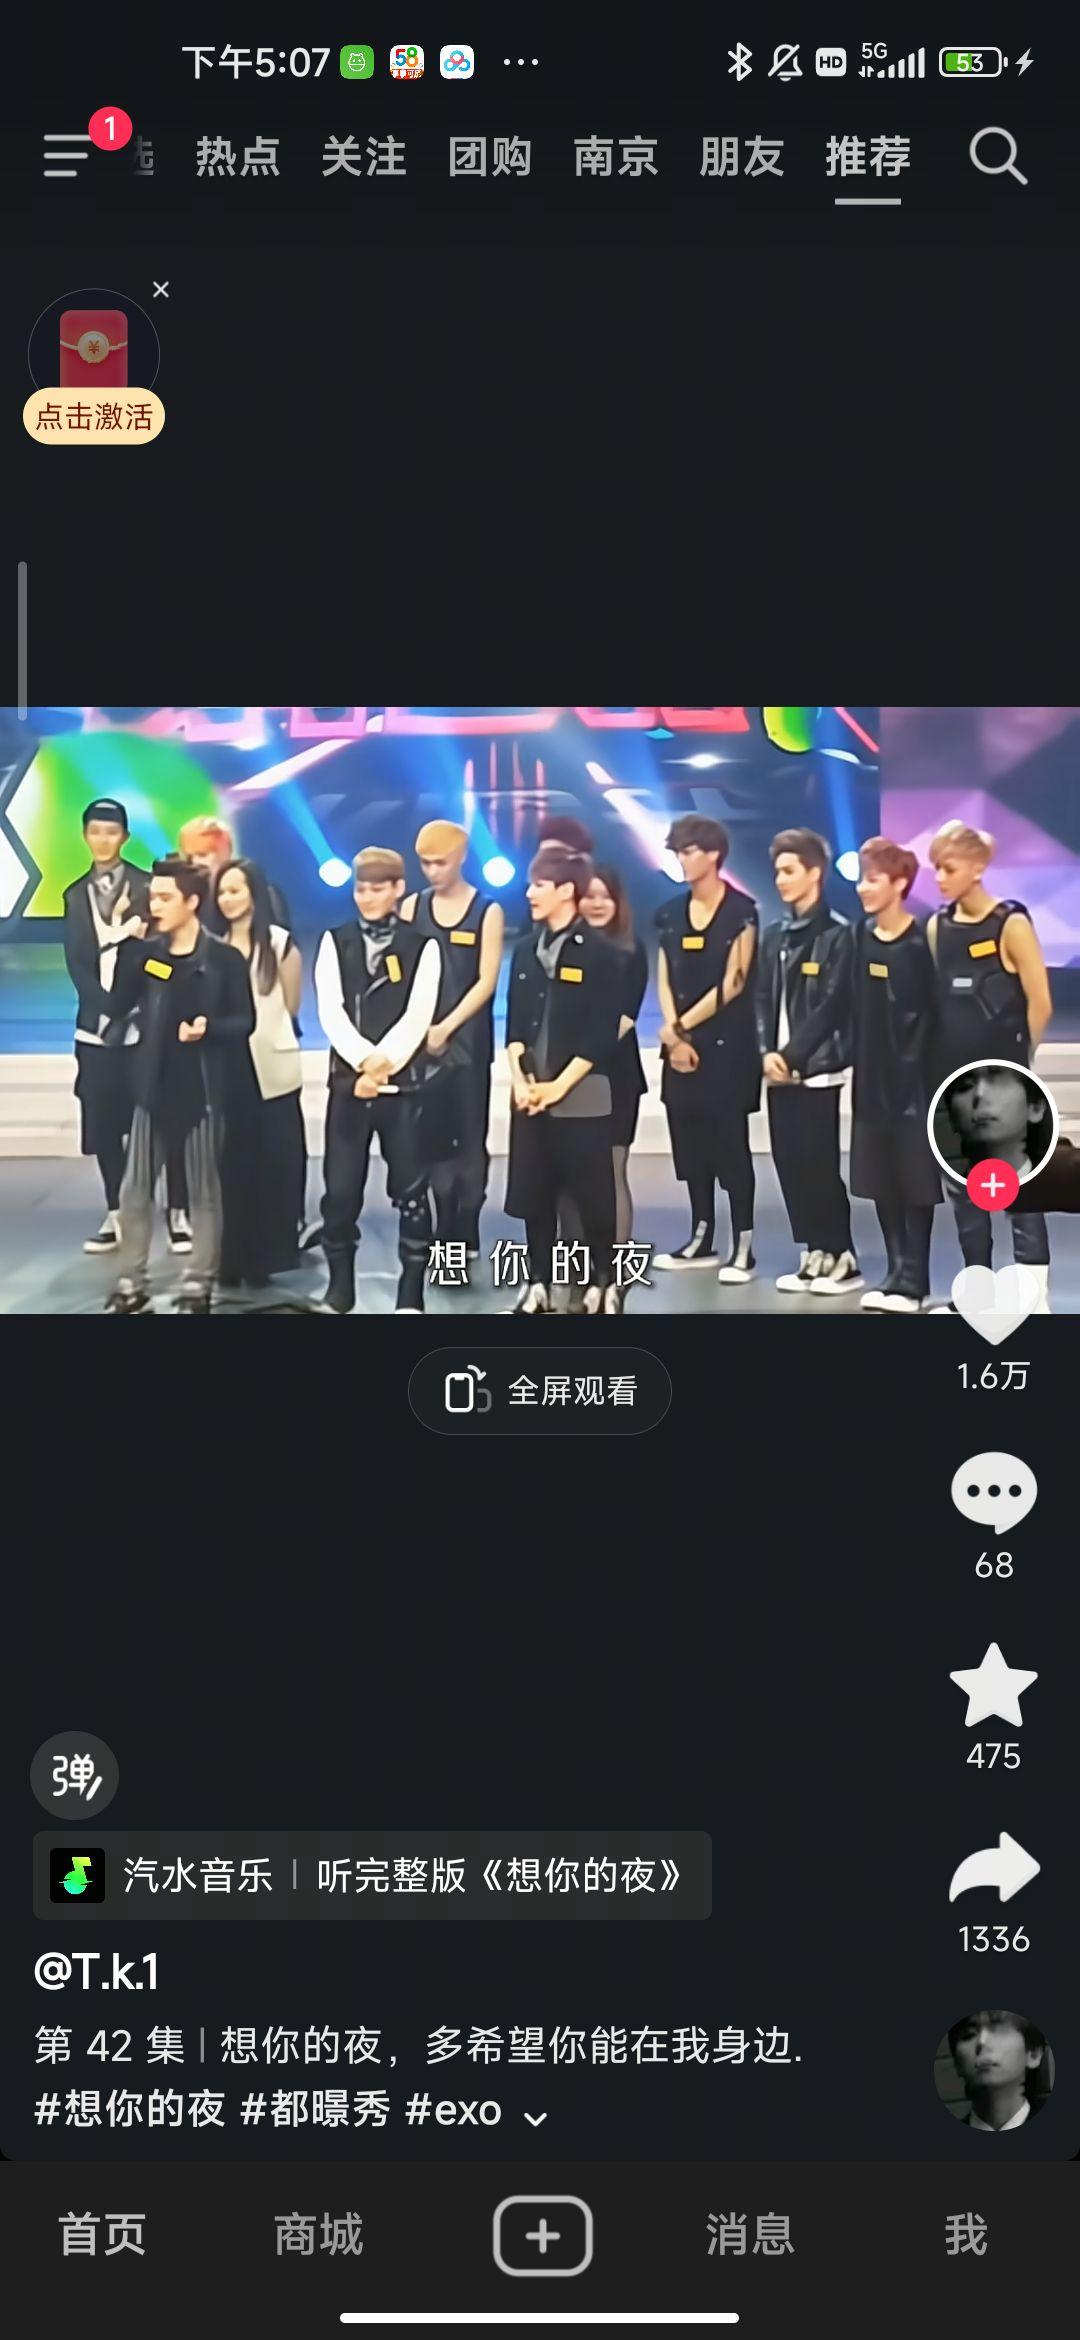 下午5:07 58 ... HD 5G 53
1
热点 关注 团购 南京 朋友 推荐
¥
点击激活
想你的夜
全屏观看
1.6万
68
475
弹
汽水音乐 | 听完整版《想你的夜》
1336
@T.k.1
第 42 集 | 想你的夜，多希望你能在我身边.
#想你的夜 #都暻秀 #exo
首页 商城 消息 我